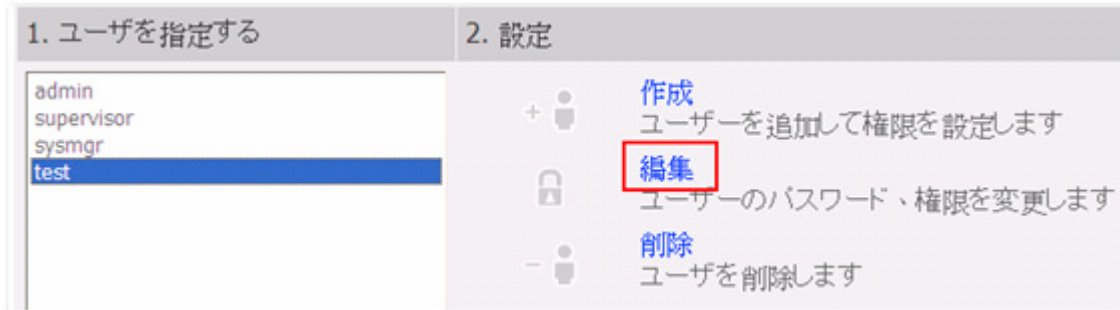 1. ユーザを指定する
2. 設定
admin
supervisor
sysmgr
test
作成
ユーザーを追加して権限を設定します
編集
ユーザーのパスワード、権限を変更します
削除
ユーザを削除します